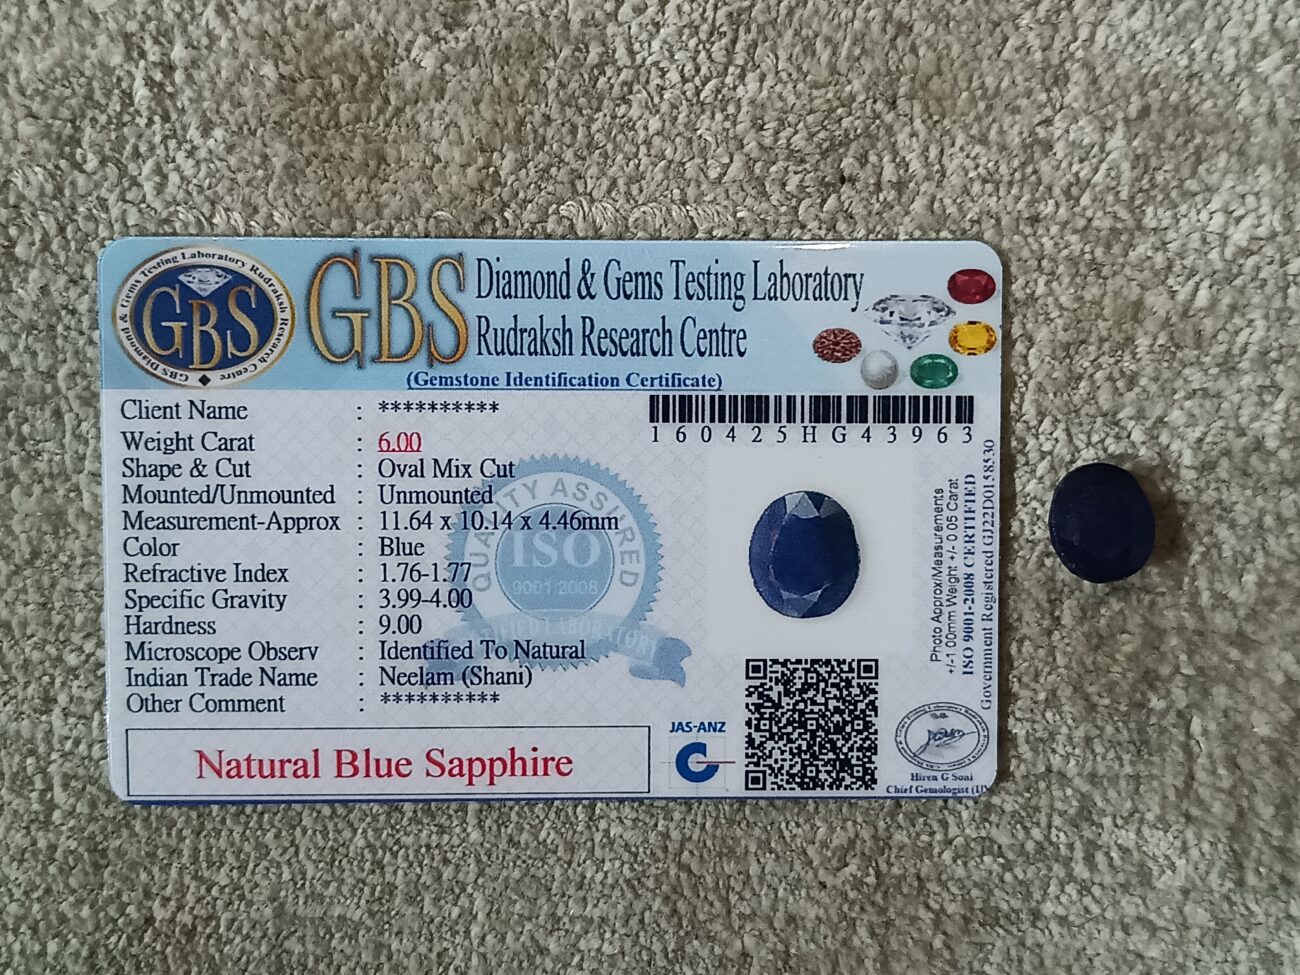 GBS Diamond & Gems Testing Laboratory Rudraksh Research Centre
GBS
GBS
Diamond & Gems Testing Laboratory
Rudraksh Research Centre
(Gemstone Identification Certificate)
Client Name : **********
Weight Carat : 6.00
Shape & Cut : Oval Mix Cut
Mounted/Unmounted : Unmounted
Measurement-Approx : 11.64 x 10.14 x 4.46mm
Color : Blue
Refractive Index : 1.76-1.77
Specific Gravity : 3.99-4.00
Hardness : 9.00
Microscope Observ : Identified To Natural
Indian Trade Name : Neelam (Shani)
Other Comment : **********
Natural Blue Sapphire
QUALITY ASSURED
ISO
9001:2008
160425HG43963
Photo Approx/Measurements
+/-1.00mm Weight +/- 0.05 Carat
ISO 9001-2008 CERTIFIED
Government Registered GJ22D0158530
JAS-ANZ
Hiren G Soni
Chief Gemologist